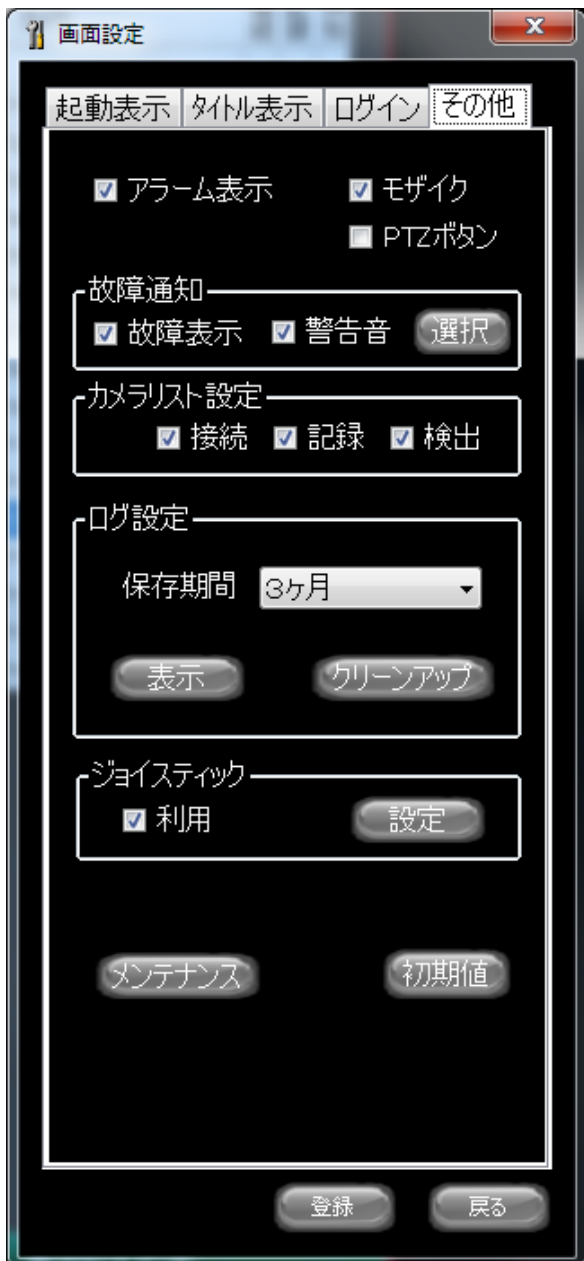 画面設定
起動表示 タイトル表示 ログイン その他
アラーム表示 モザイク
PTZボタン
故障通知
故障表示 警告音 選択
カメラリスト設定
接続 記録 検出
ログ設定
保存期間 3ヶ月
表示 クリーンアップ
ジョイスティック
利用 設定
メンテナンス 初期値
登録 戻る